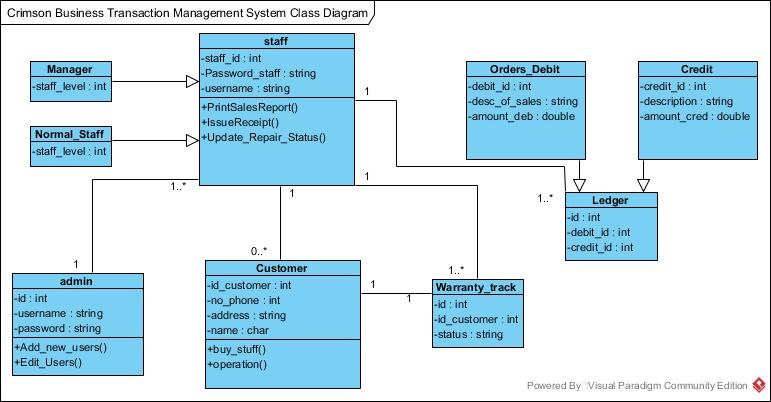 Crimson Business Transaction Management System Class Diagram
staff
-staff_id : int
-Password_staff : string
-username : string
+PrintSalesReport()
+IssueReceipt()
+Update_Repair_Status()
Manager
-staff_level : int
Normal_Staff
-staff_level : int
Orders_Debit
-debit_id : int
-desc_of_sales : string
-amount_deb : double
Credit
-credit_id : int
-description : string
-amount_cred : double
1
1..*
1
1
1..*
Ledger
-id : int
-debit_id : int
-credit_id : int
1
0..*
1..*
admin
-id : int
-username : string
-password : string
+Add_new_users()
+Edit_Users()
Customer
-id_customer : int
-no_phone : int
-address : string
-name : char
+buy_stuff()
+operation()
1
1
Warranty_track
-id : int
-id_customer : int
-status : string
Powered By Visual Paradigm Community Edition